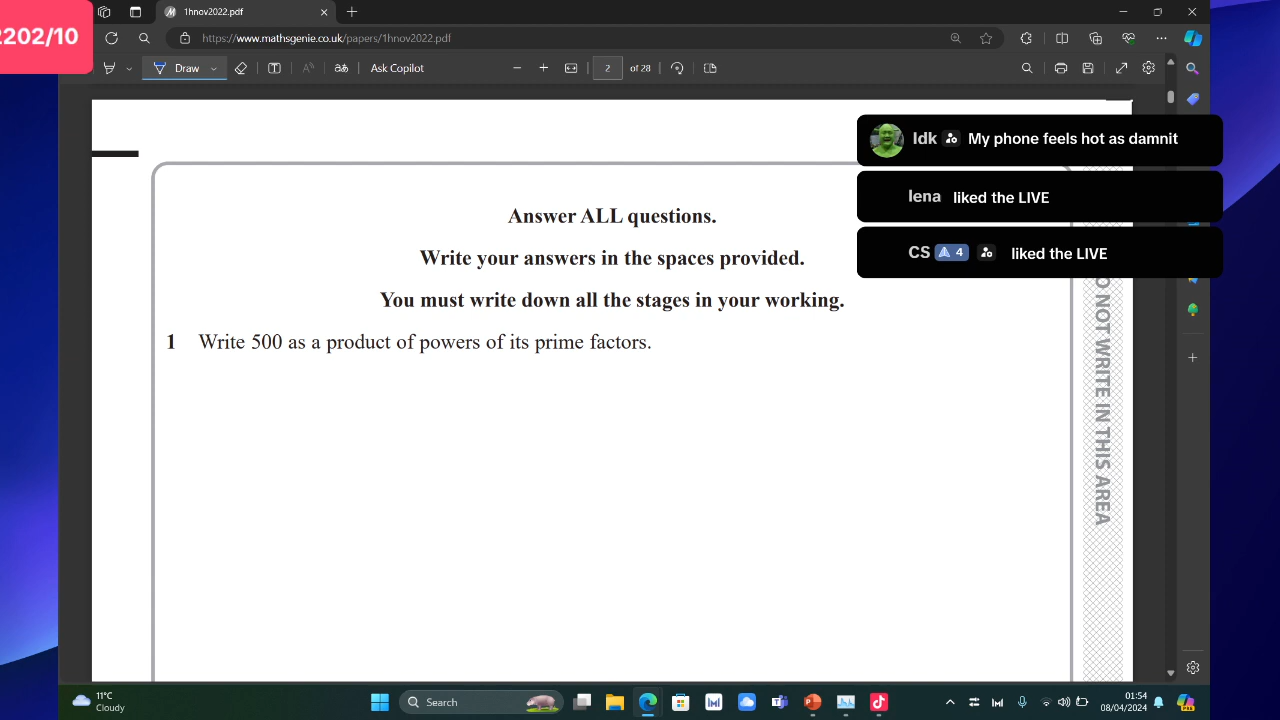 2202/10
1hnov2022.pdf
https://www.mathsgenie.co.uk/papers/1hnov2022.pdf
Draw
Ask Copilot
2 of 28
ldk My phone feels hot as damnit
lena liked the LIVE
CS 4 liked the LIVE
Answer ALL questions.
Write your answers in the spaces provided.
You must write down all the stages in your working.
1 Write 500 as a product of powers of its prime factors.
O NOT WRITE IN THIS AREA
11°C
Cloudy
Search
01:54
08/04/2024